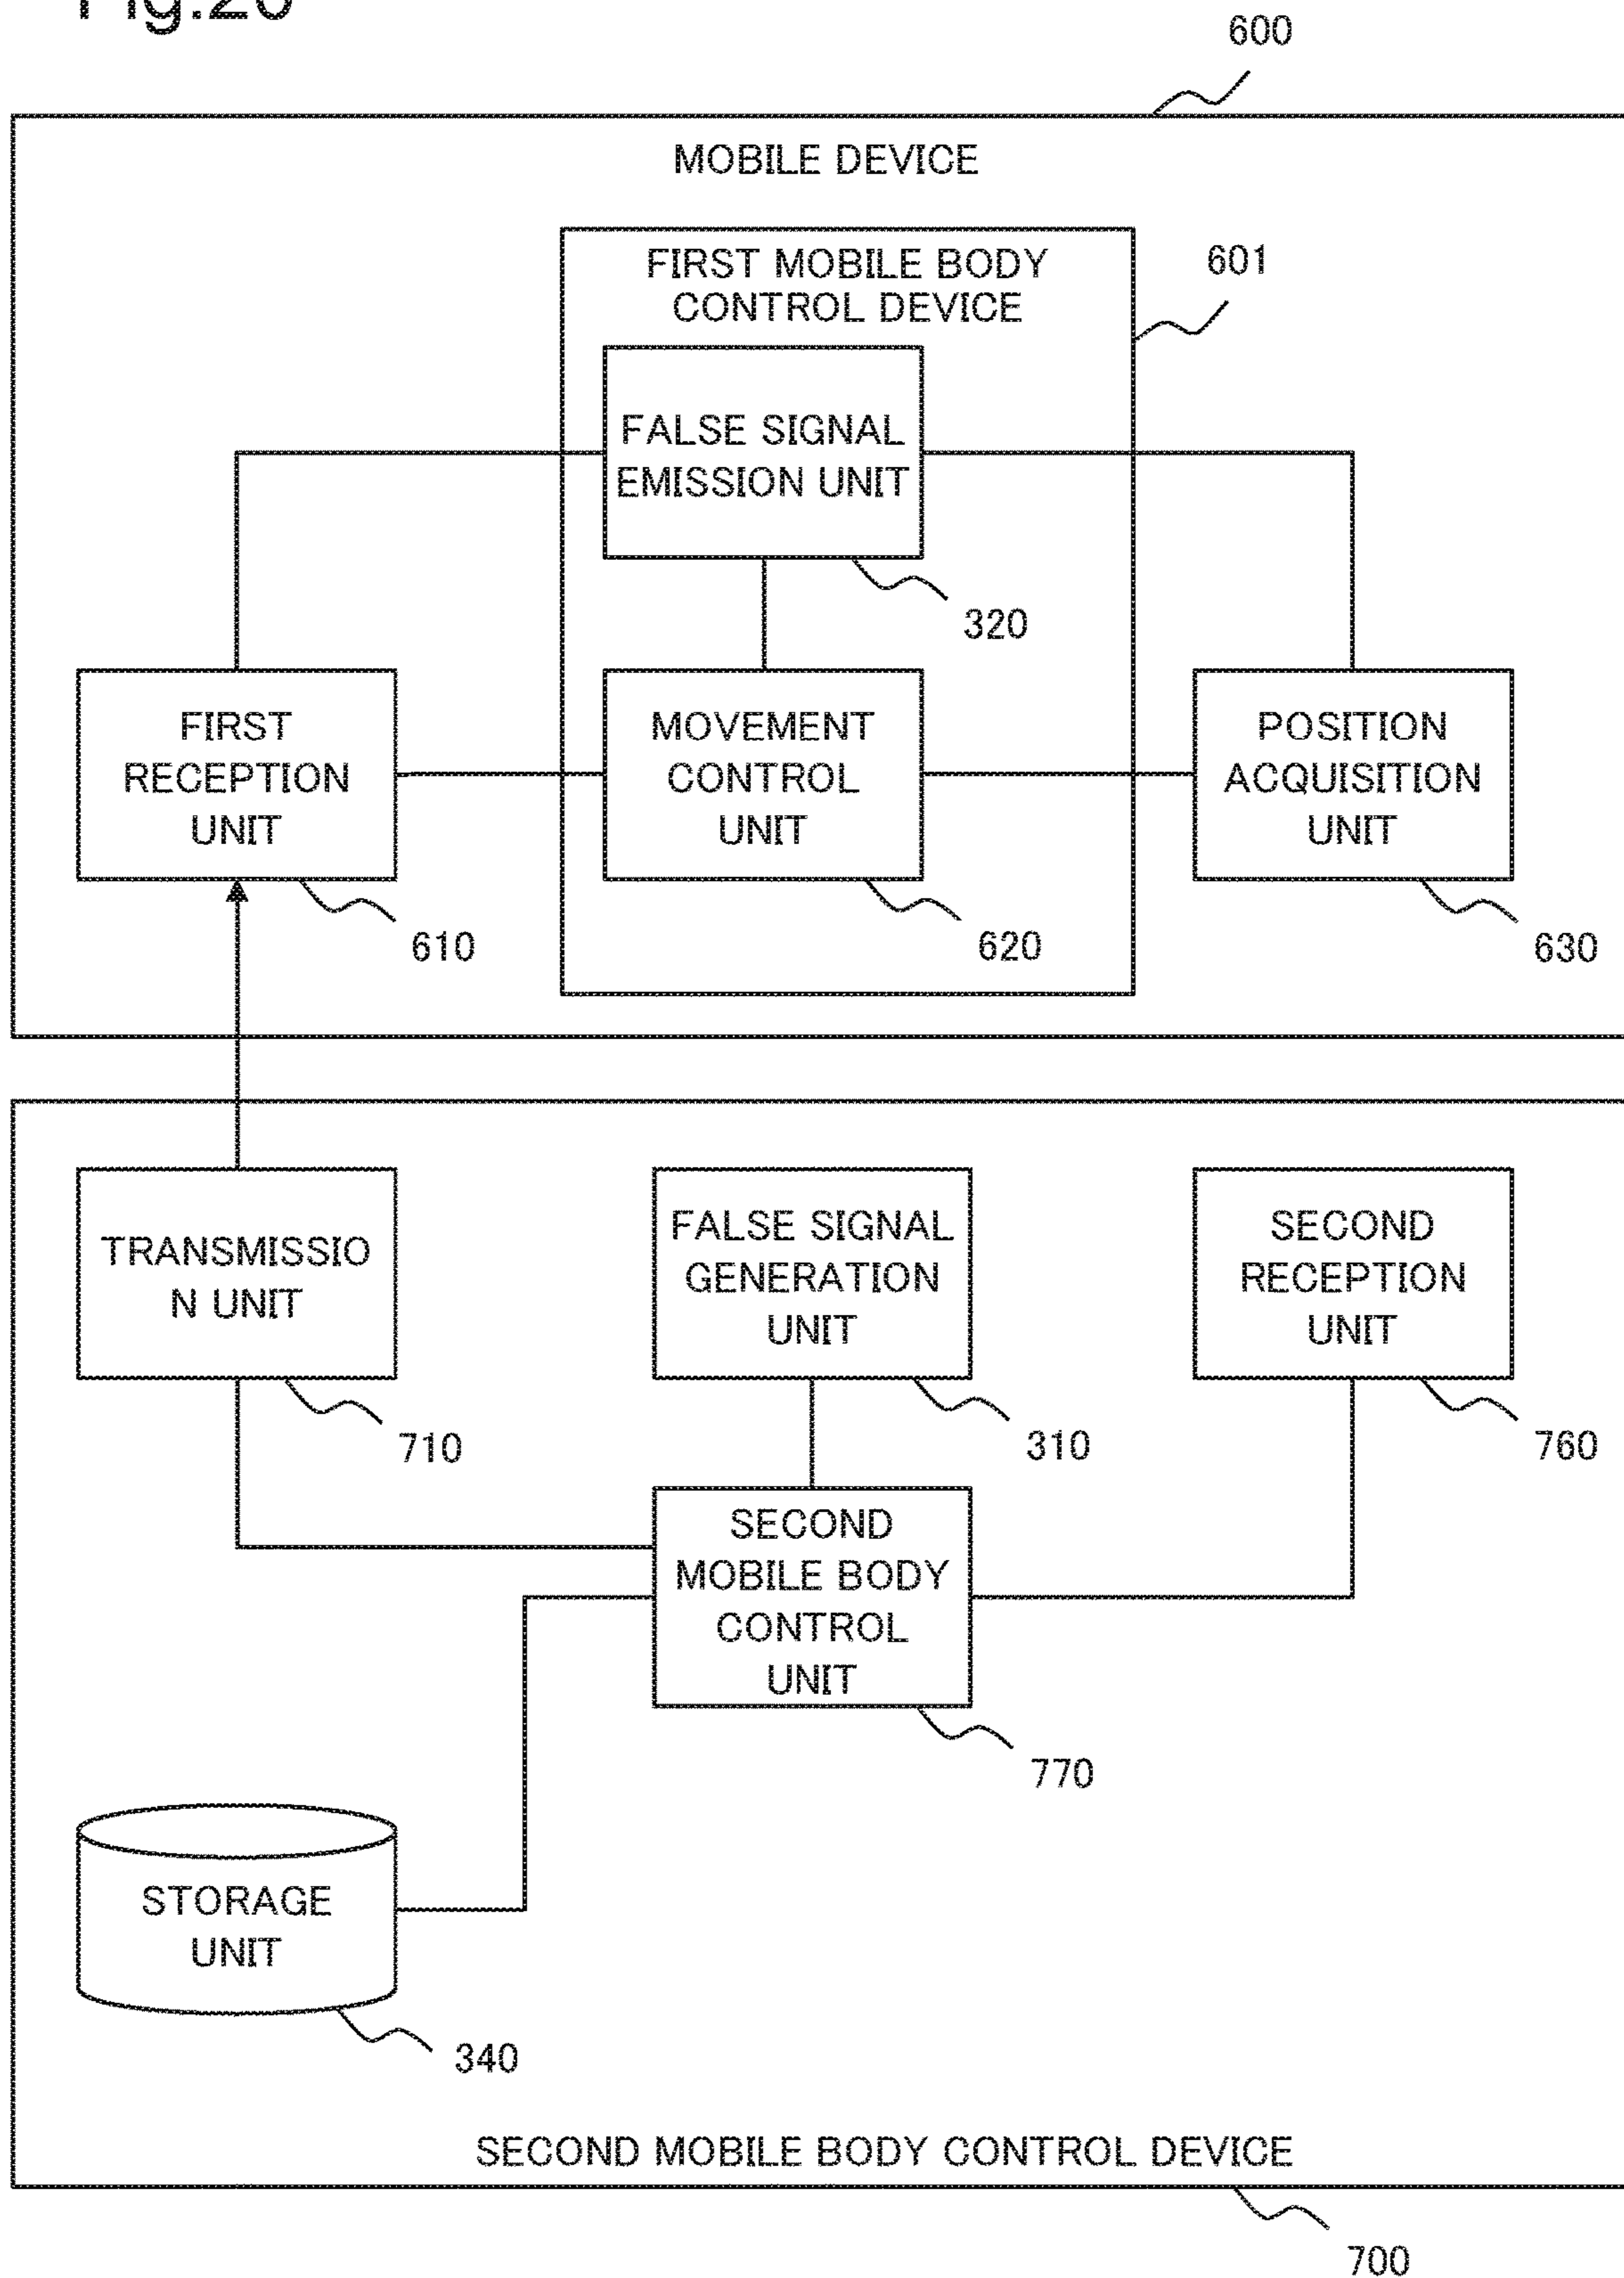 600
MOBILE DEVICE
FIRST MOBILE BODY
CONTROL DEVICE
601
FALSE SIGNAL
EMISSION UNIT
320
FIRST
RECEPTION
UNIT
610
MOVEMENT
CONTROL
UNIT
620
POSITION
ACQUISITION
UNIT
630
TRANSMISSIO
N UNIT
710
FALSE SIGNAL
GENERATION
UNIT
310
SECOND
RECEPTION
UNIT
760
SECOND
MOBILE BODY
CONTROL
UNIT
770
STORAGE
UNIT
340
SECOND MOBILE BODY CONTROL DEVICE
700